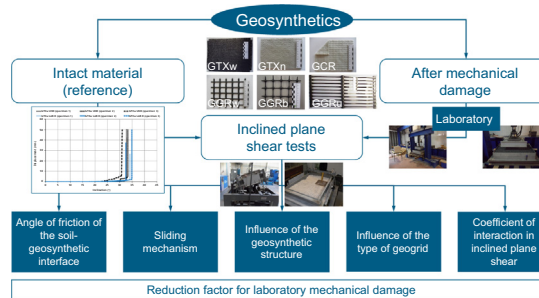 Geosynthetics
GTXw
GTXn
GCR
GGRw
GGRb
GGRu
Intact material
(reference)
After mechanical
damage
Laboratory
Inclined plane
shear tests
Angle of friction of
the soil-
geosynthetic
interface
Sliding
mechanism
Influence of the
geosynthetic
structure
Influence of the
type of geogrid
Coefficient of
interaction in
inclined plane
shear
Reduction factor for laboratory mechanical damage